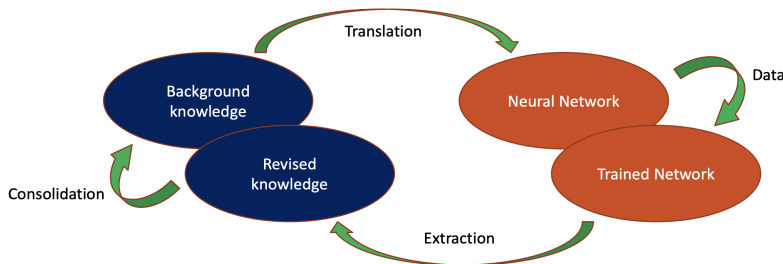 Translation
Background
knowledge
Neural Network
Data
Revised
knowledge
Trained Network
Consolidation
Extraction